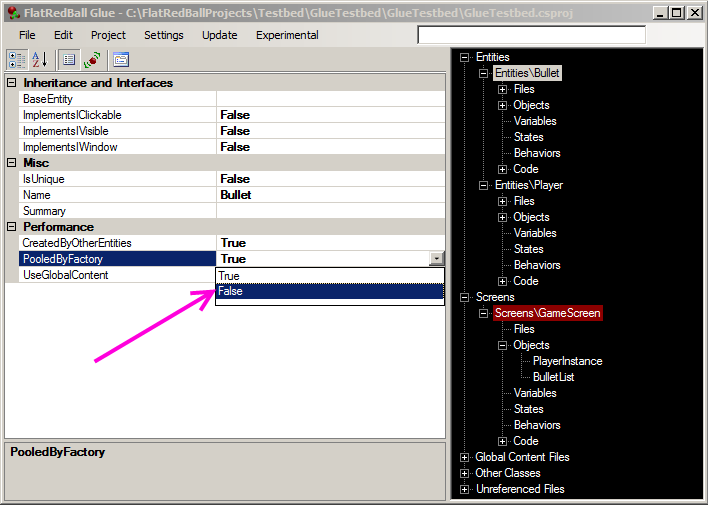 FlatRedBall Glue - C:\FlatRedBallProjects\Testbed\GlueTestbed\GlueTestbed\GlueTestbed.csproj
File Edit Project Settings Update Experimental
Inheritance and Interfaces
BaseEntity
ImplementsIClickable False
ImplementsIVisible False
ImplementsIWindow False
Misc
IsUnique False
Name Bullet
Summary
Performance
CreatedByOtherEntities True
PooledByFactory True
UseGlobalContent
True
False
PooledByFactory
Entities
Entities\Bullet
Files
Objects
Variables
States
Behaviors
Code
Entities\Player
Files
Objects
Variables
States
Behaviors
Code
Screens
Screens\GameScreen
Files
Objects
PlayerInstance
BulletList
Variables
States
Behaviors
Code
Global Content Files
Other Classes
Unreferenced Files